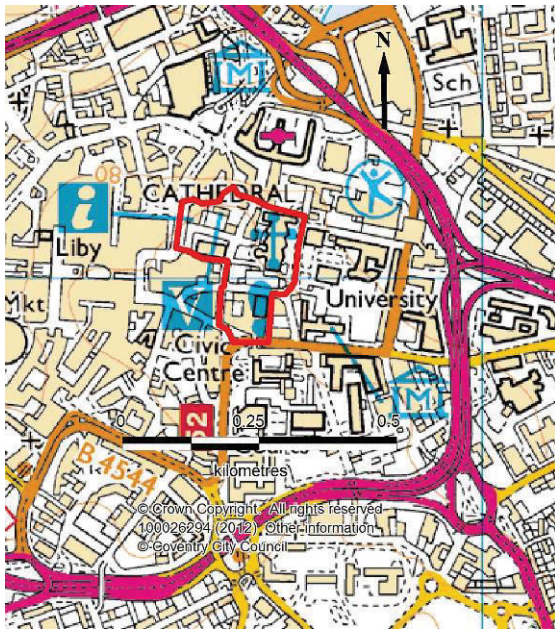 N
M
Sch
08
CATHEDRAL
i
Liby
University
Mkt
Civic
Centre
M
0
0.25
0.5
B 4544
kilometres
© Crown Copyright All rights reserved
100026294 (2012) Other information
© Coventry City Council